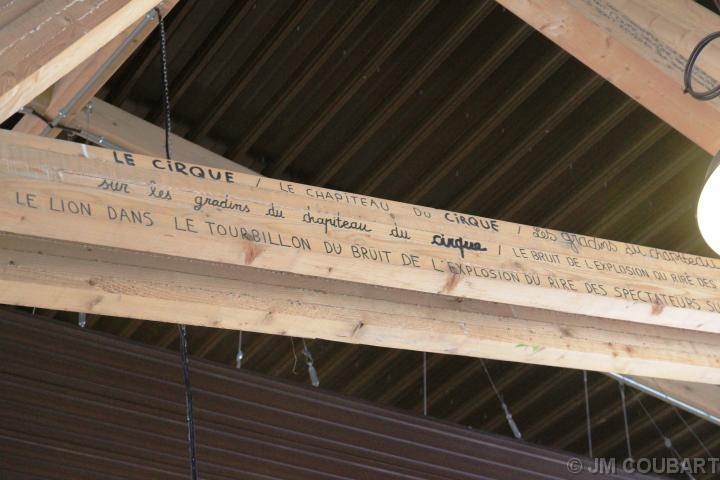 LE CiRQUE / LE CHAPiTEAU DU CiRQUE / Les gradins du chapiteau
sur les gradins du chapiteau du cirque / LE BRUIT DE L'EXPLOSION DU RIRE DES
LE LION DANS LE TOURBILLON DU BRUIT DE L'EXPLOSION DU RIRE DES SPECTATEURS
© JM COUBART